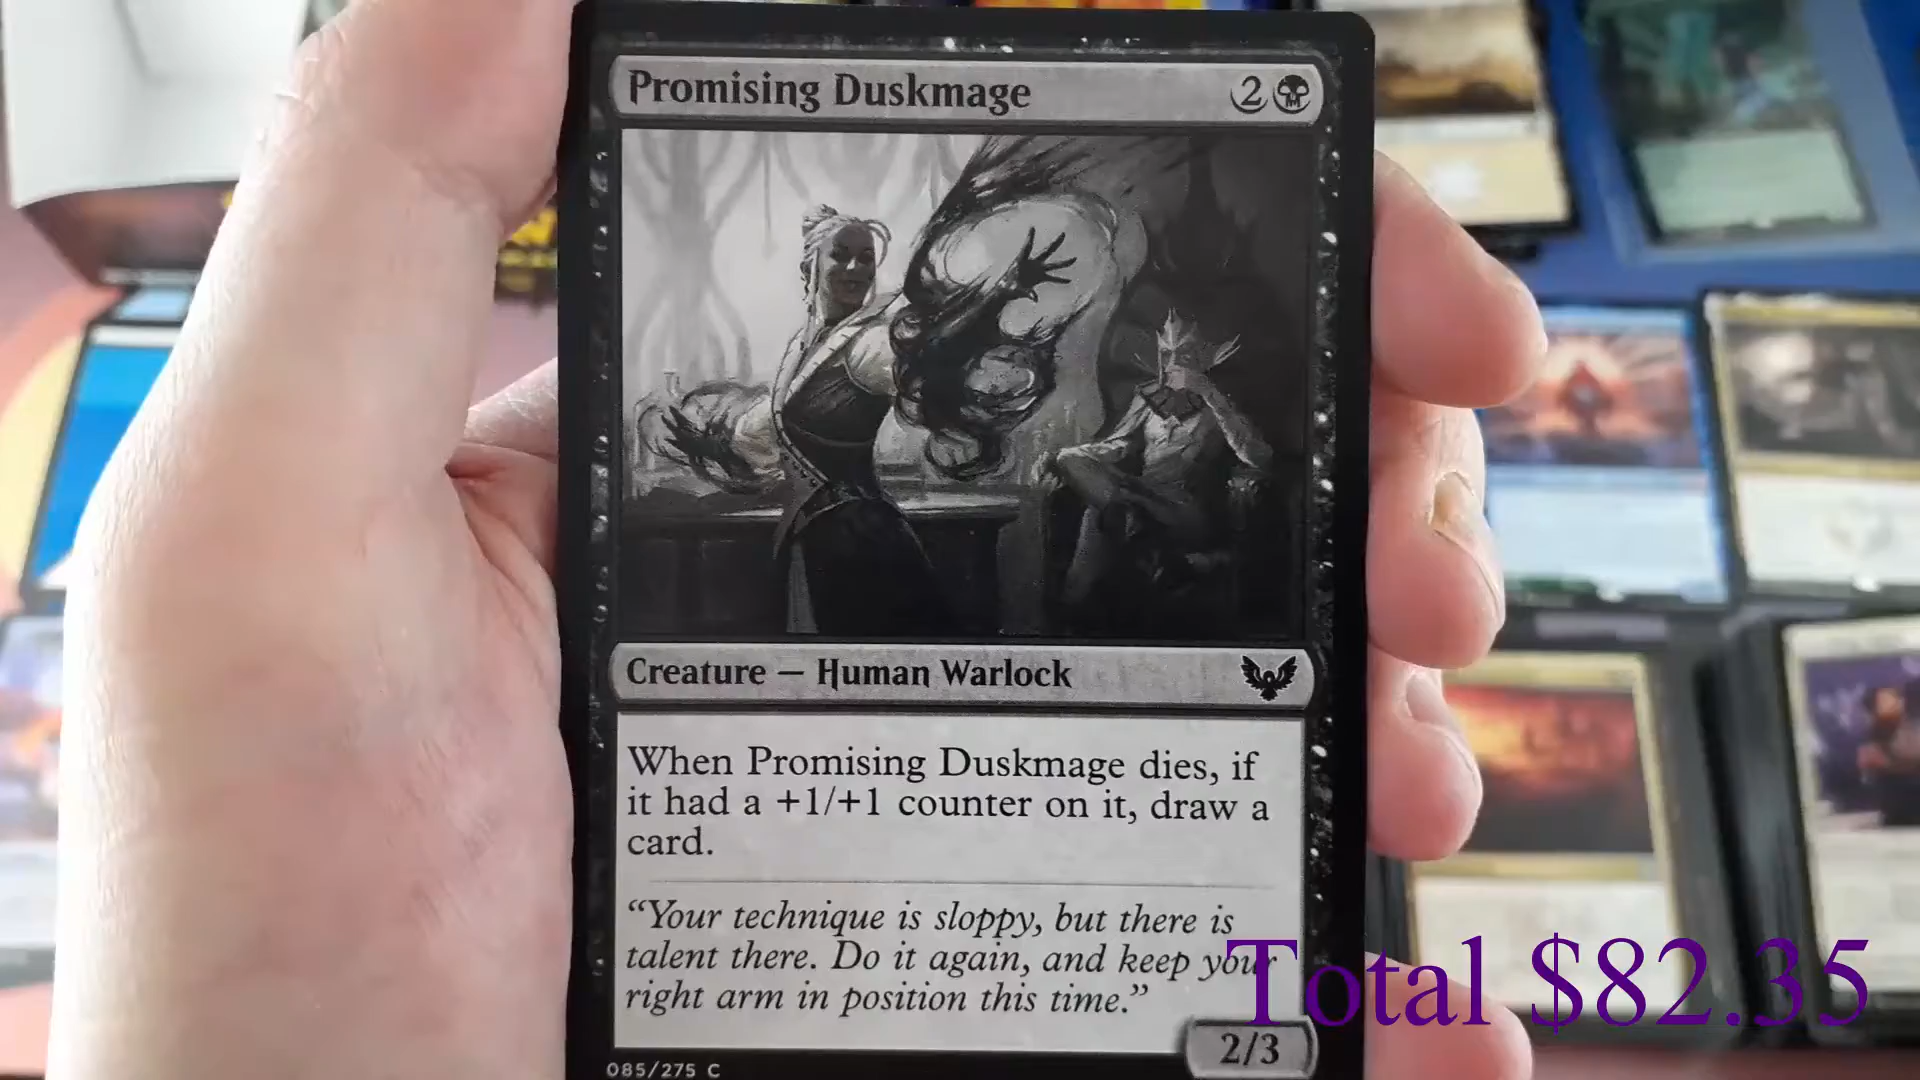 Promising Duskmage 2
Creature — Human Warlock
When Promising Duskmage dies, if
it had a +1/+1 counter on it, draw a
card.
“Your technique is sloppy, but there is
talent there. Do it again, and keep your
right arm in position this time.”
Total $82.35
2/3
085/275 C